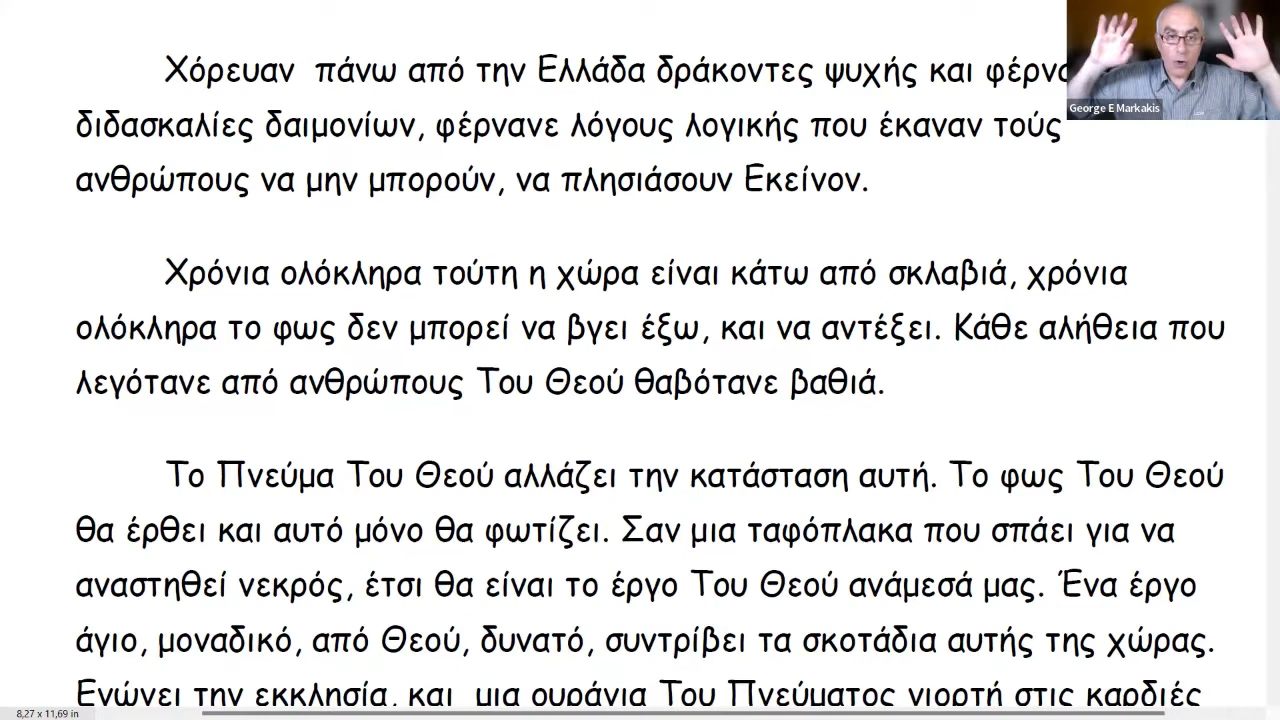 Χόρευαν πάνω από την Ελλάδα δράκοντες ψυχής και
διδασκαλίες δαιμονίων, φέρνανε λόγους λογικής που έκαναν τούς
ανθρώπους να μην μπορούν, να πλησιάσουν Εκείνον.
Χρόνια ολόκληρα τούτη η χώρα είναι κάτω από σκλαβιά, χρόνια
ολόκληρα το φως δεν μπορεί να βγει έξω, και να αντέξει. Κάθε αλήθεια που
λεγότανε από ανθρώπους Του Θεού θαβότανε βαθιά.
Το Πνεύμα Του Θεού αλλάζει την κατάσταση αυτή. Το φως Του Θεού
θα έρθει και αυτό μόνο θα φωτίζει. Σαν μια ταφόπλακα που σπάει για να
αναστηθεί νεκρός, έτσι θα είναι το έργο Του Θεού ανάμεσά μας. Ένα έργο
άγιο, μοναδικό, από Θεού, δυνατό, συντρίβει τα σκοτάδια αυτής της χώρας.
Ενώνει την εκκλησία, και μια ουράνια Του Πνεύματος γιορτή στις καρδιές
George E Markakis
8,27 x 11,69 in